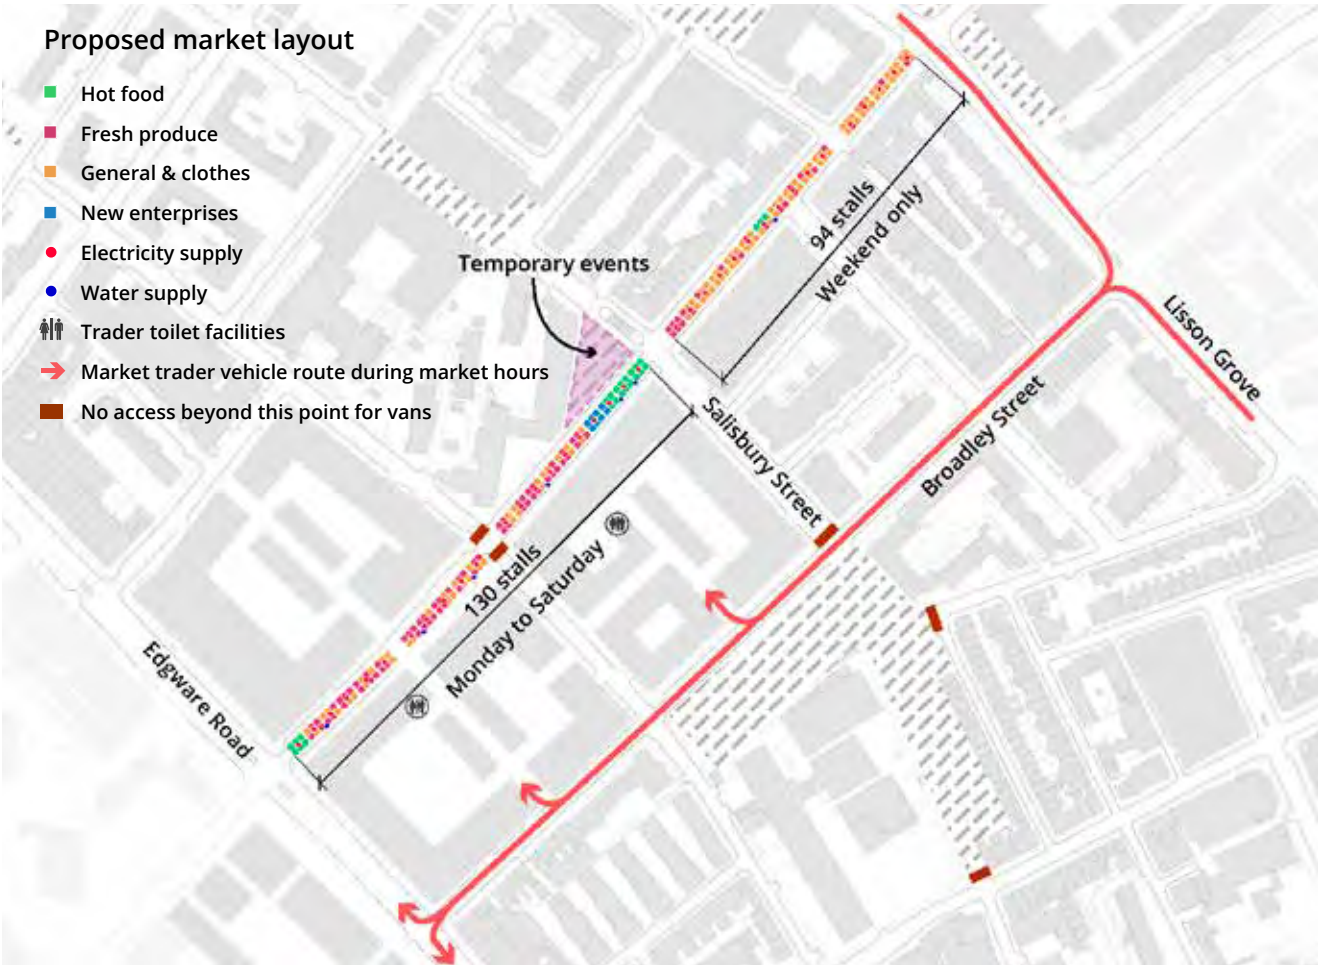 Proposed market layout
Hot food
Fresh produce
General & clothes
New enterprises
Electricity supply
Water supply
Trader toilet facilities
Market trader vehicle route during market hours
No access beyond this point for vans
Temporary events
94 stalls
Weekend only
Lisson Grove
Salisbury Street
Broadley Street
130 stalls
Monday to Saturday
Edgware Road